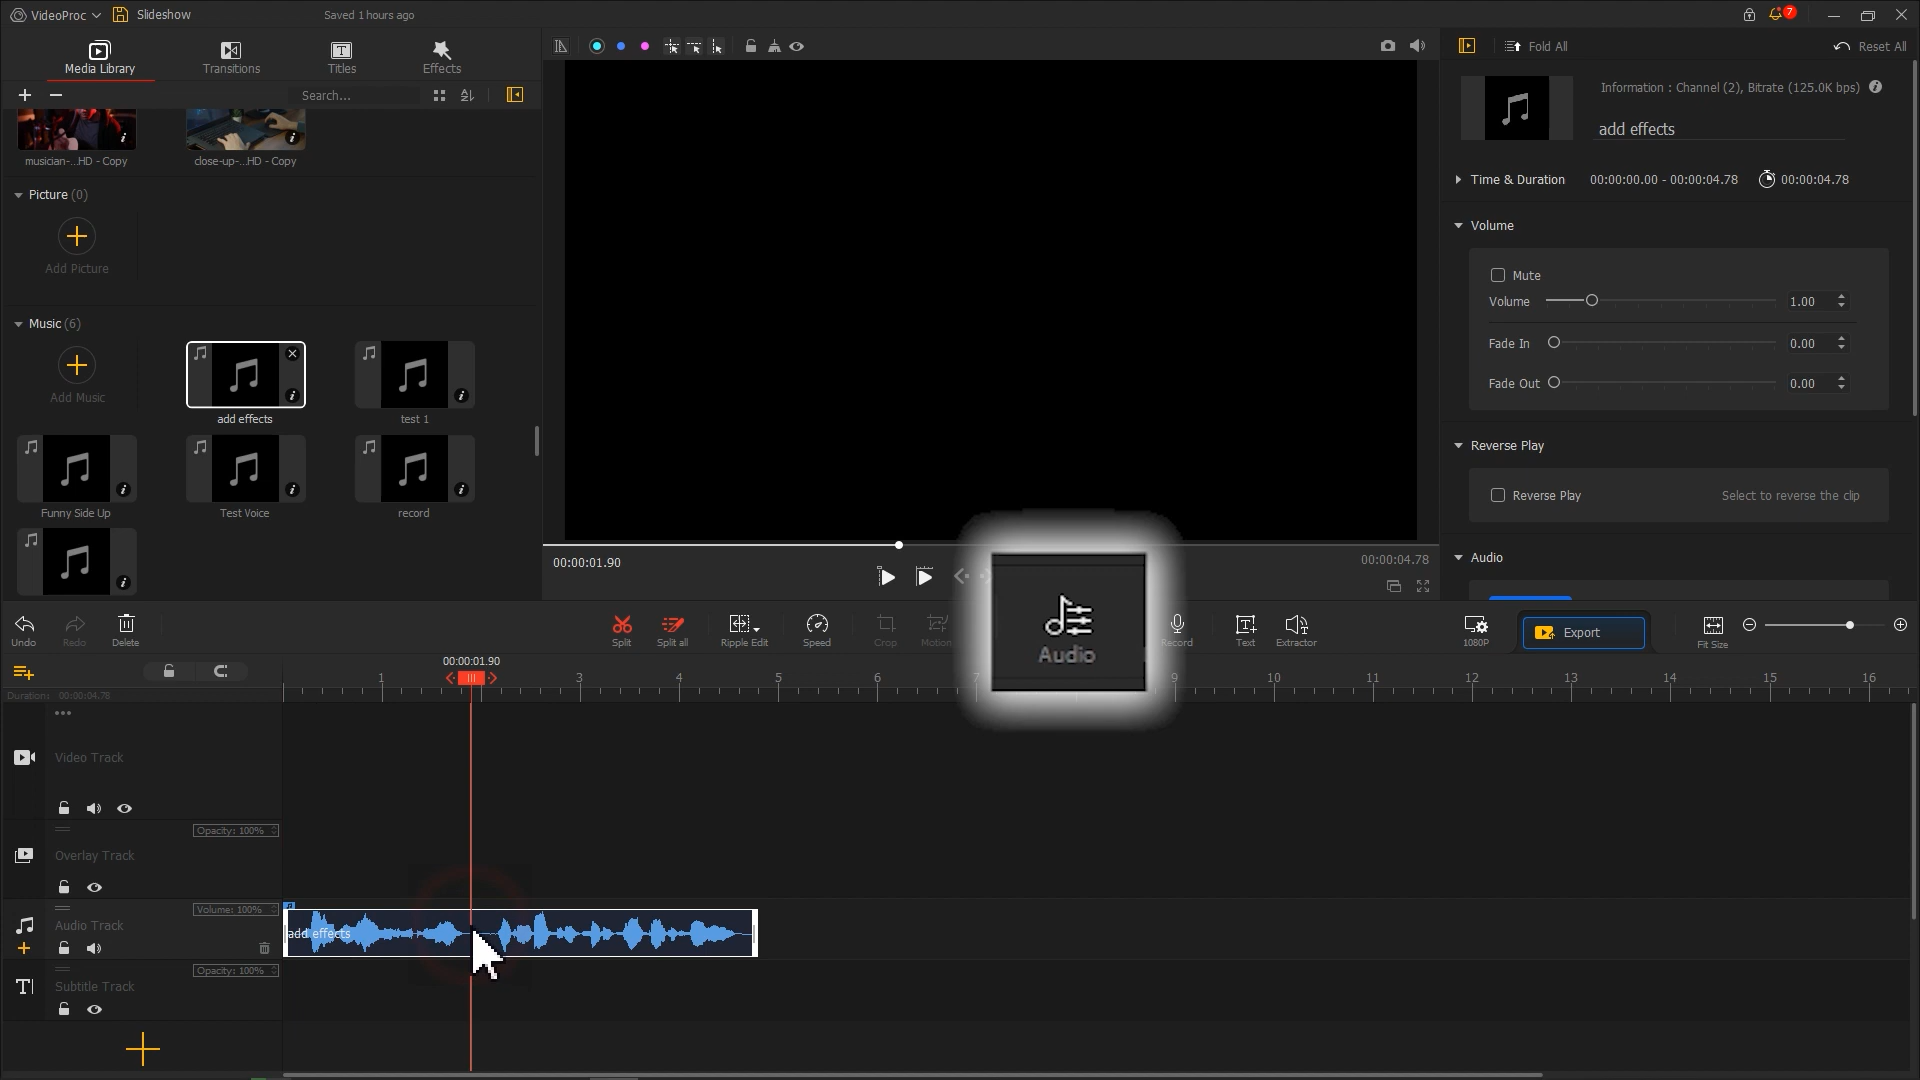 VideoProc
Slideshow
Saved 1 hours ago
7
Media Library
Transitions
Titles
Effects
Search...
musician-...HD - Copy
close-up-...HD - Copy
Picture (0)
Add Picture
Music (6)
Add Music
add effects
test 1
Funny Side Up
Test Voice
record
00:00:01.90
00:00:04.78
Fold All
Reset All
Information : Channel (2), Bitrate (125.0K bps)
add effects
Time & Duration
00:00:00.00 - 00:00:04.78
00:00:04.78
Volume
Mute
Volume
1.00
Fade In
0.00
Fade Out
0.00
Reverse Play
Reverse Play
Select to reverse the clip
Audio
Undo
Redo
Delete
Split
Split all
Ripple Edit
Speed
Crop
Motion
Audio
Record
Text
Extractor
1080P
Export
Fit Size
00:00:01.90
1 3 4 5 6 7 9 10 11 12 13 14 15 16
Duration: 00:00:04.78
Video Track
Opacity: 100%
Overlay Track
Volume: 100%
Audio Track
add effects
Opacity: 100%
Subtitle Track